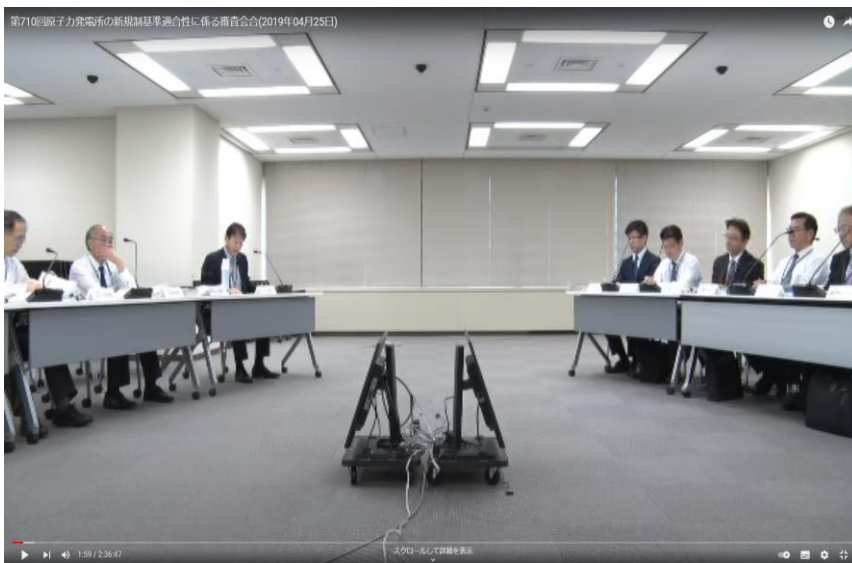 第710回原子力発電所の新規制基準適合性に係る審査会合(2019年04月25日)
1:59 / 2:36:47
スクロールして詳細を表示